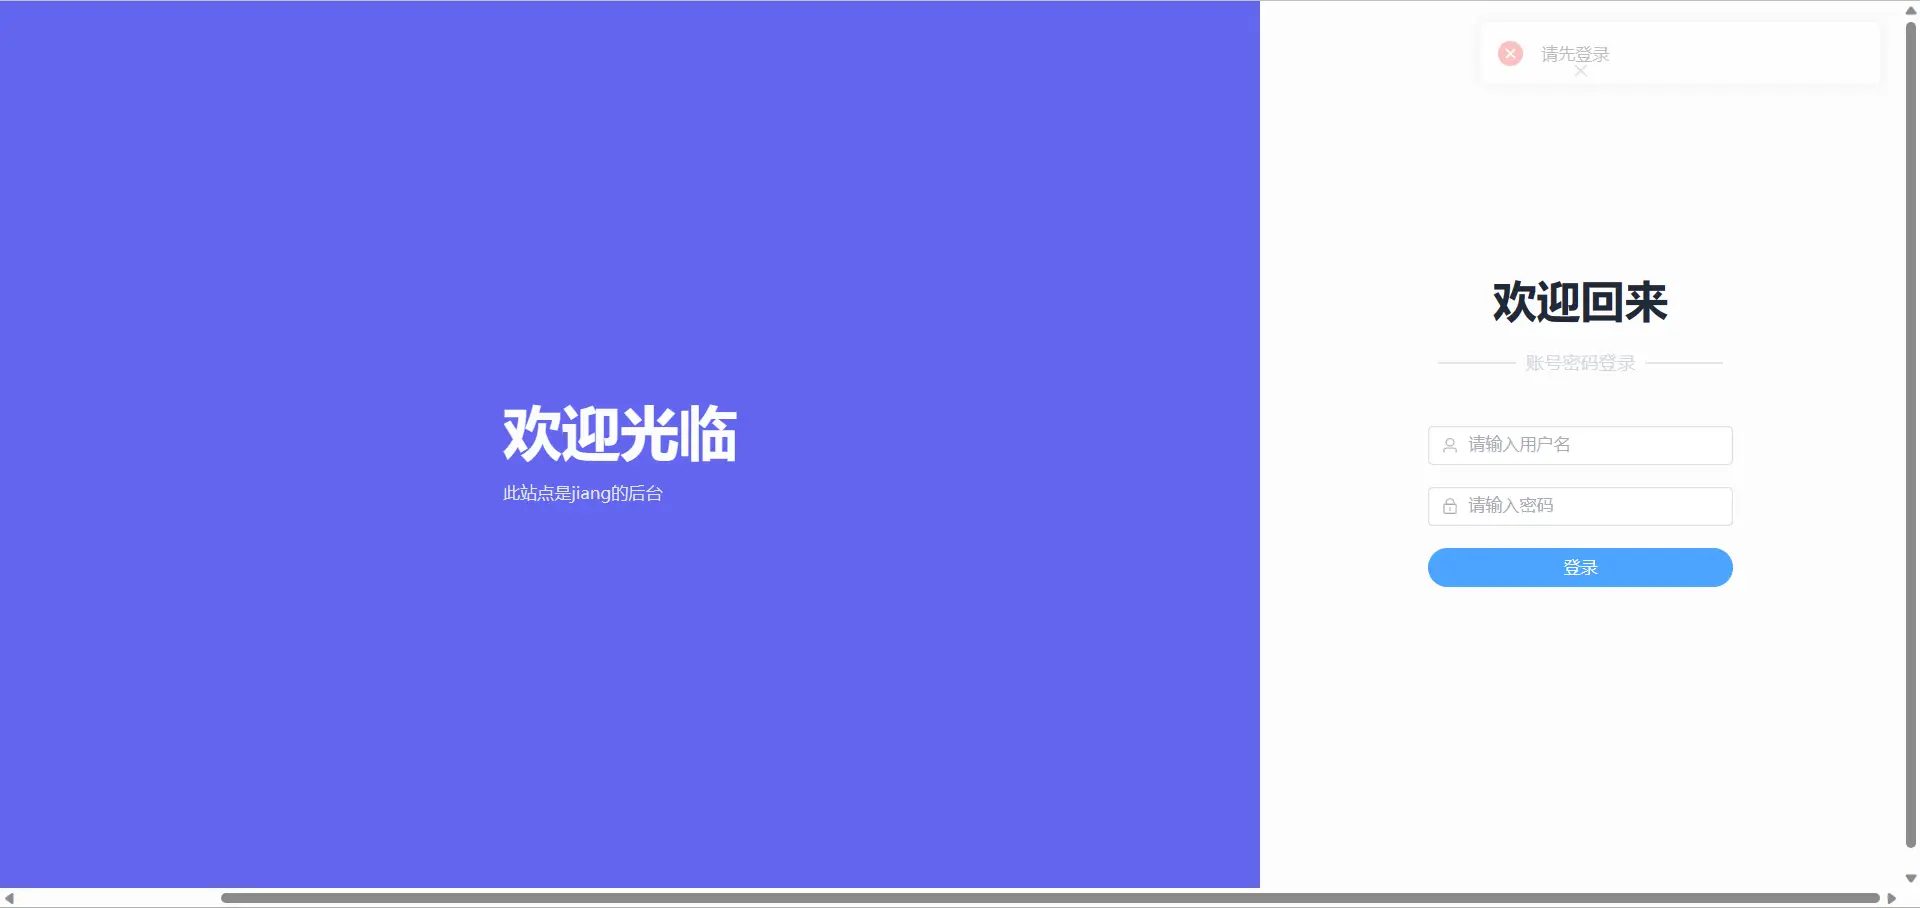 请先登录
欢迎回来
账号密码登录
请输入用户名
请输入密码
登录
欢迎光临
此站点是jiang的后台